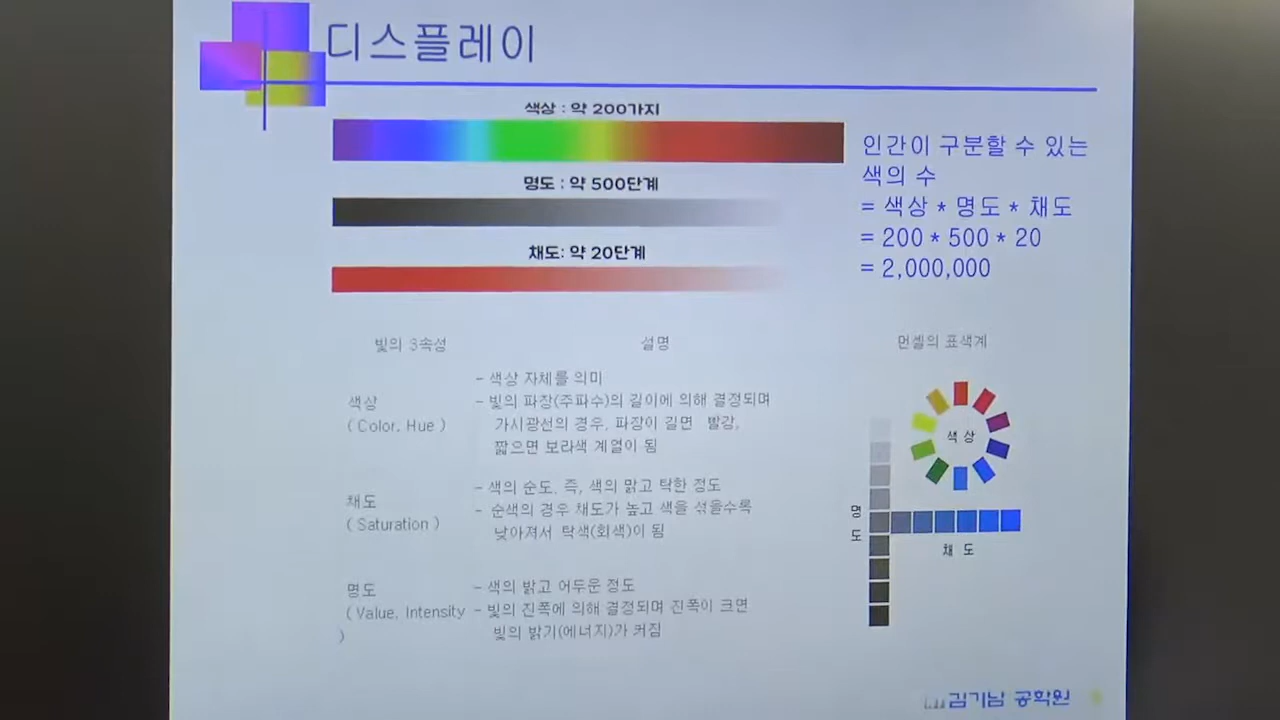 디스플레이
색상 : 약 200가지
명도 : 약 500단계
채도: 약 20단계
인간이 구분할 수 있는
색의 수
= 색상 * 명도 * 채도
= 200 * 500 * 20
= 2,000,000
빛의 3속성
설명
먼셀의 표색계
색상
( Color, Hue )
- 색상 자체를 의미
- 빛의 파장(주파수)의 길이에 의해 결정되며
가시광선의 경우, 파장이 길면 빨강,
짧으면 보라색 계열이 됨
채도
( Saturation )
- 색의 순도, 즉, 색의 맑고 탁한 정도
- 순색의 경우 채도가 높고 색을 섞을수록
낮아져서 탁색(회색)이 됨
명도
( Value, Intensity
)
- 색의 밝고 어두운 정도
- 빛의 진폭에 의해 결정되며 진폭이 크면
빛의 밝기(에너지)가 커짐
색 상
명
도
채 도
김기남 공학원